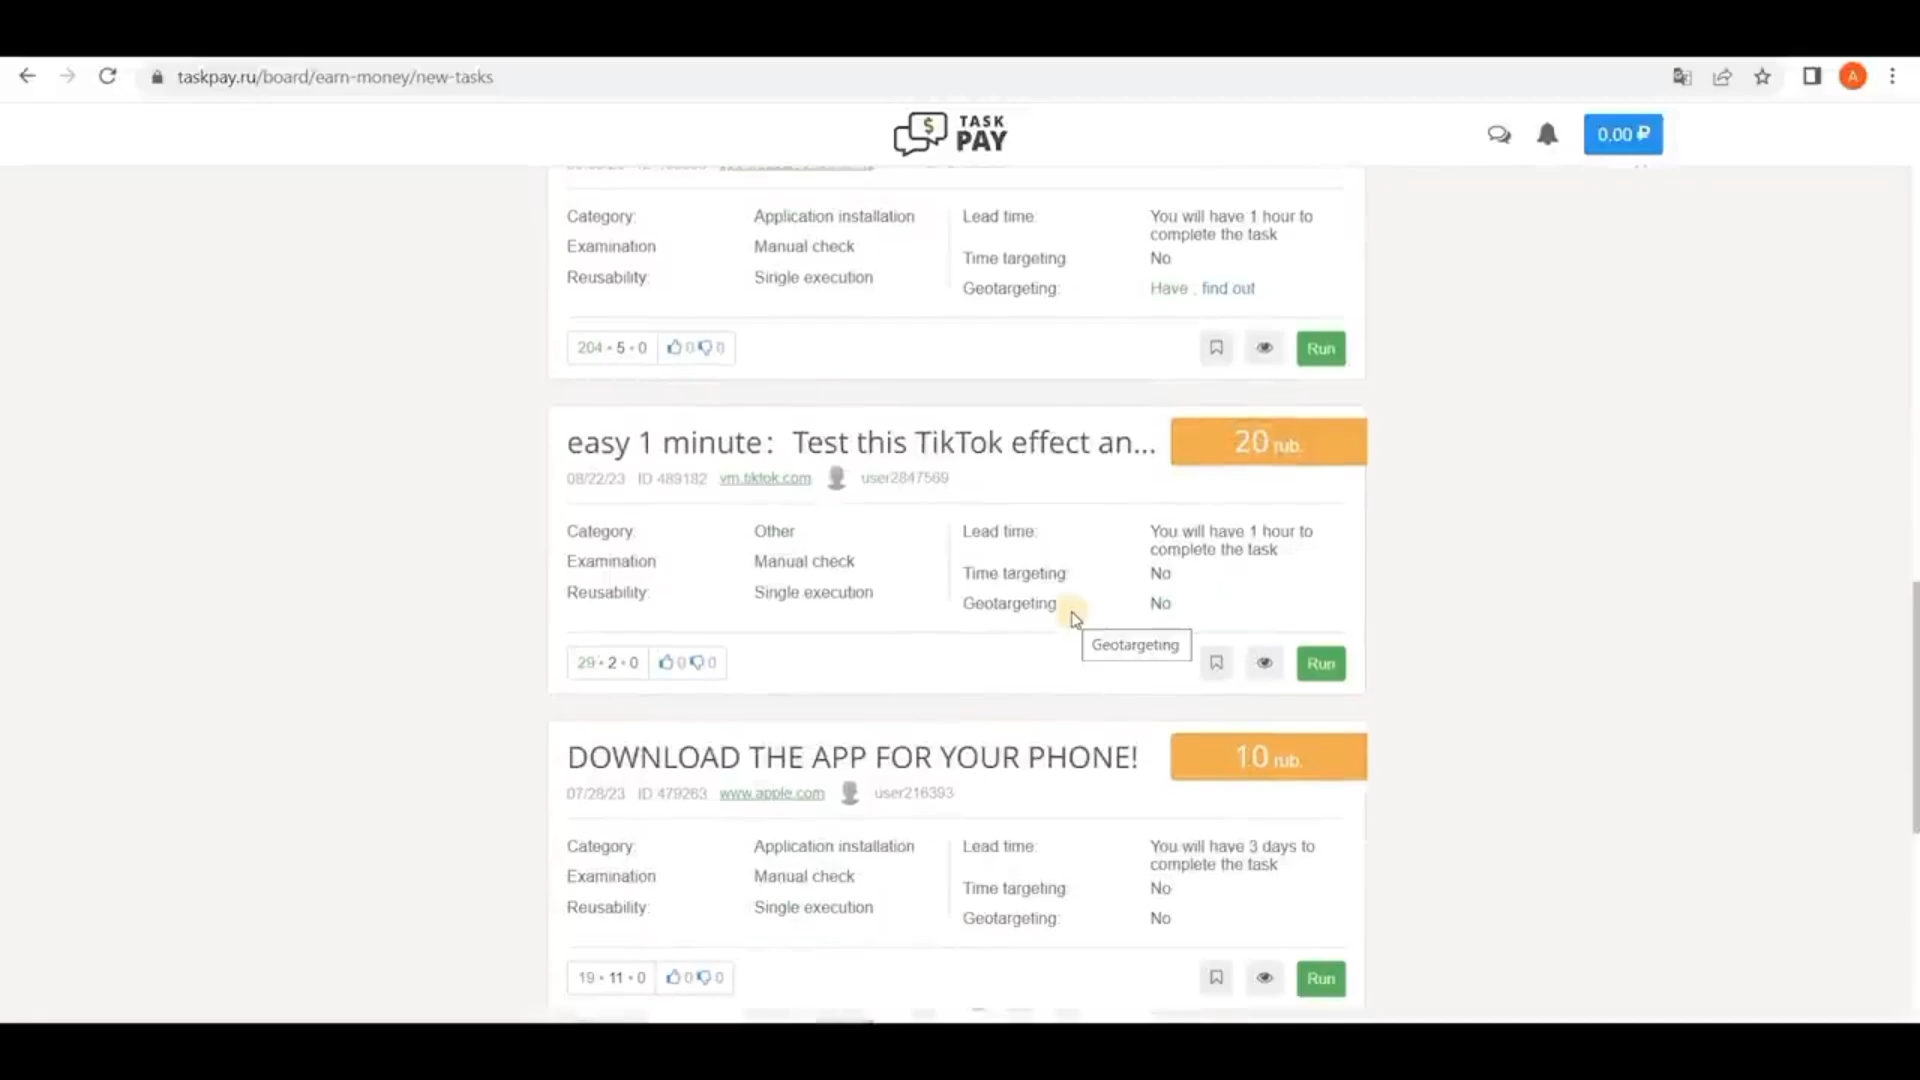 taskpay.ru/board/earn-money/new-tasks
A
$ TASK PAY
0,00 ₽
Category: Application installation
Lead time: You will have 1 hour to
complete the task
Examination Manual check
Time targeting No
Reusability: Single execution
Geotargeting: Have , find out
204 • 5 • 0 0 0
Run
easy 1 minute： Test this TikTok effect an...
20 rub.
08/22/23 ID 489182 vm.tiktok.com user2847569
Category: Other
Lead time: You will have 1 hour to
complete the task
Examination Manual check
Time targeting No
Reusability: Single execution
Geotargeting No
Geotargeting
29 • 2 • 0 0 0
Run
DOWNLOAD THE APP FOR YOUR PHONE!
10 rub.
07/28/23 ID 479263 www.apple.com user216393
Category: Application installation
Lead time: You will have 3 days to
complete the task
Examination Manual check
Time targeting No
Reusability: Single execution
Geotargeting: No
19 • 11 • 0 0 0
Run